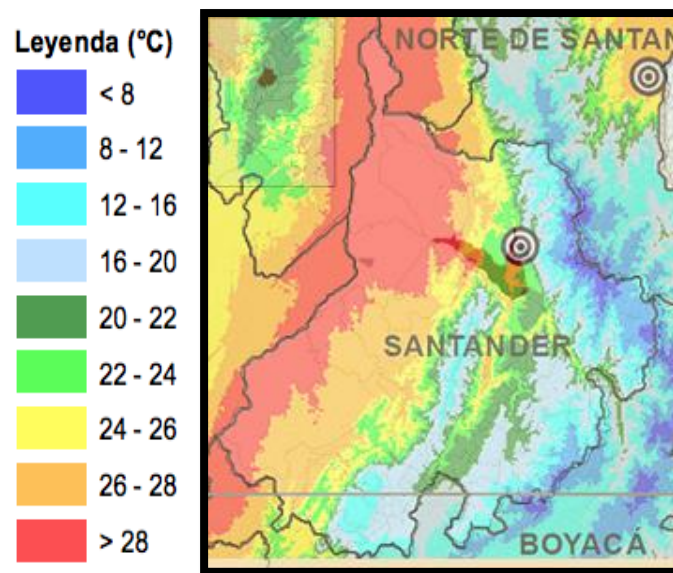 Leyenda (ºC)
< 8
8 - 12
12 - 16
16 - 20
20 - 22
22 - 24
24 - 26
26 - 28
> 28
NORTE DE SANTAN
SANTANDER
BOYACÁ